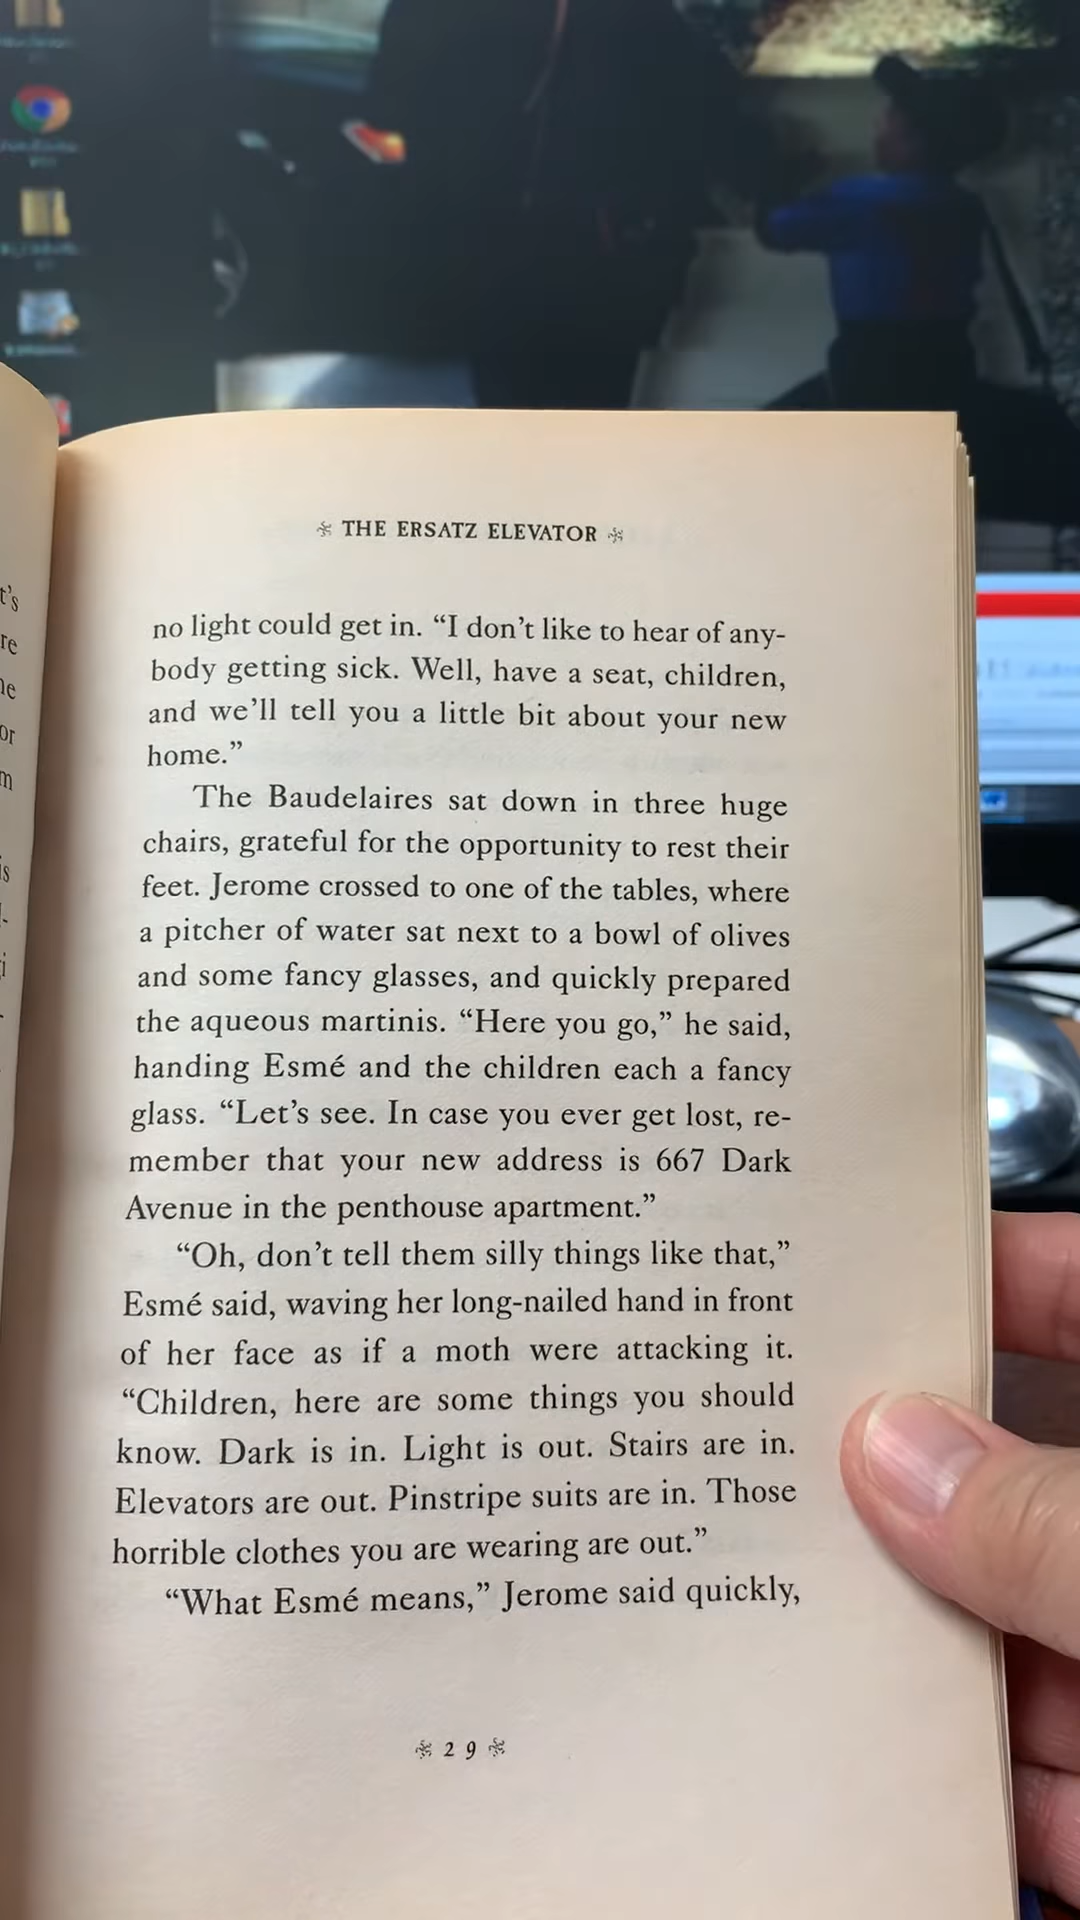 THE ERSATZ ELEVATOR
no light could get in. “I don’t like to hear of any-
body getting sick. Well, have a seat, children,
and we’ll tell you a little bit about your new
home.”
The Baudelaires sat down in three huge
chairs, grateful for the opportunity to rest their
feet. Jerome crossed to one of the tables, where
a pitcher of water sat next to a bowl of olives
and some fancy glasses, and quickly prepared
the aqueous martinis. “Here you go,” he said,
handing Esmé and the children each a fancy
glass. “Let’s see. In case you ever get lost, re-
member that your new address is 667 Dark
Avenue in the penthouse apartment.”
“Oh, don’t tell them silly things like that,”
Esmé said, waving her long-nailed hand in front
of her face as if a moth were attacking it.
“Children, here are some things you should
know. Dark is in. Light is out. Stairs are in.
Elevators are out. Pinstripe suits are in. Those
horrible clothes you are wearing are out.”
“What Esmé means,” Jerome said quickly,
29